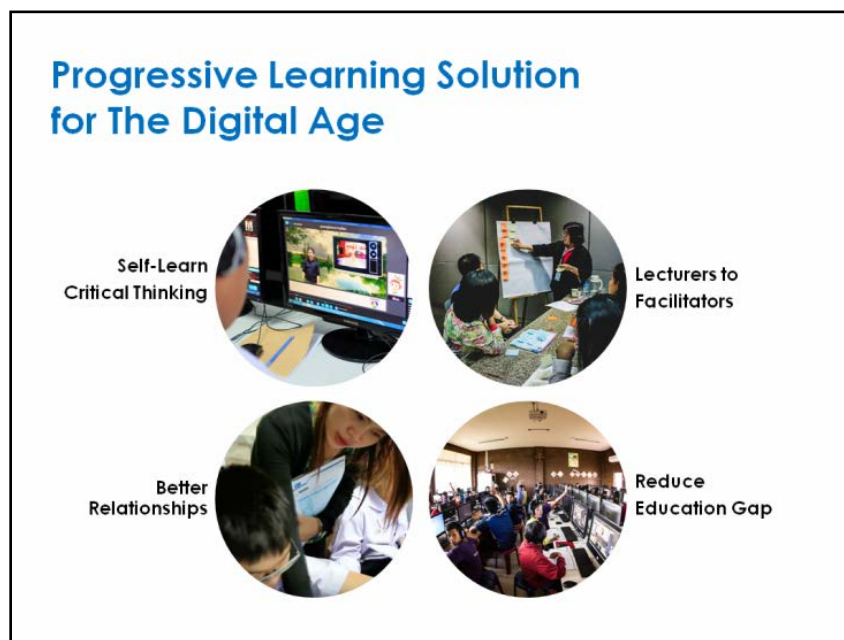 Progressive Learning Solution
for The Digital Age
Self-Learn
Critical Thinking
Lecturers to
Facilitators
Better
Relationships
Reduce
Education Gap